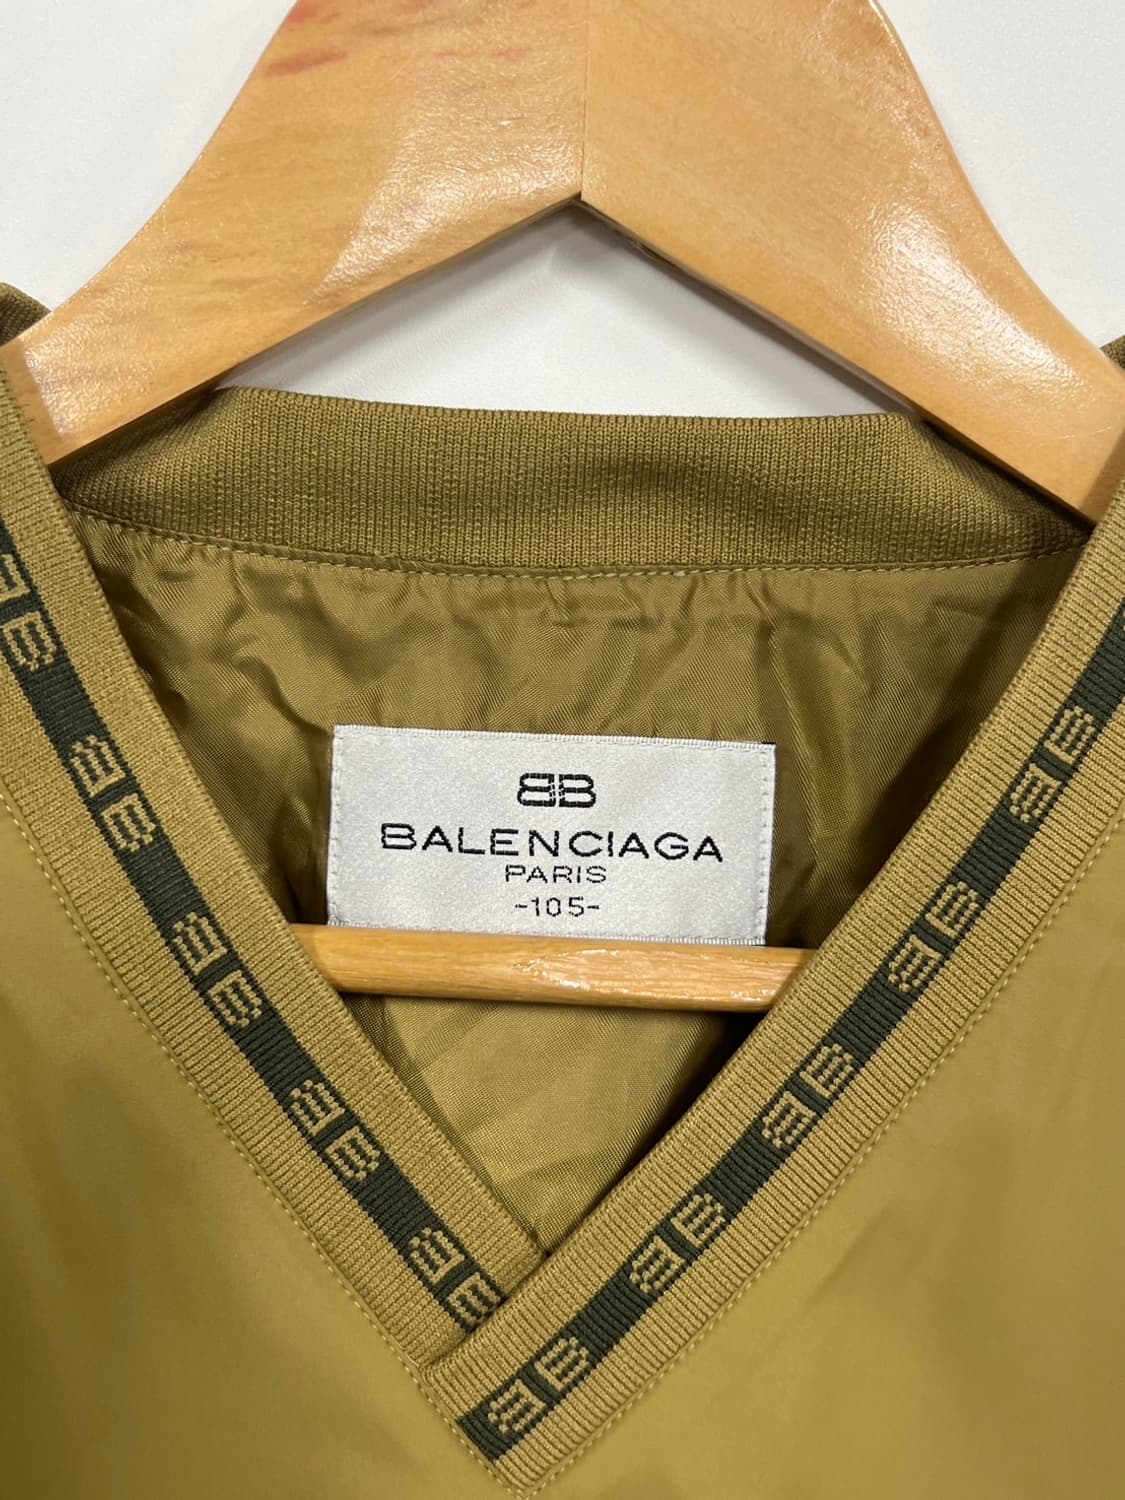 BB
BALENCIAGA
PARIS
-105-